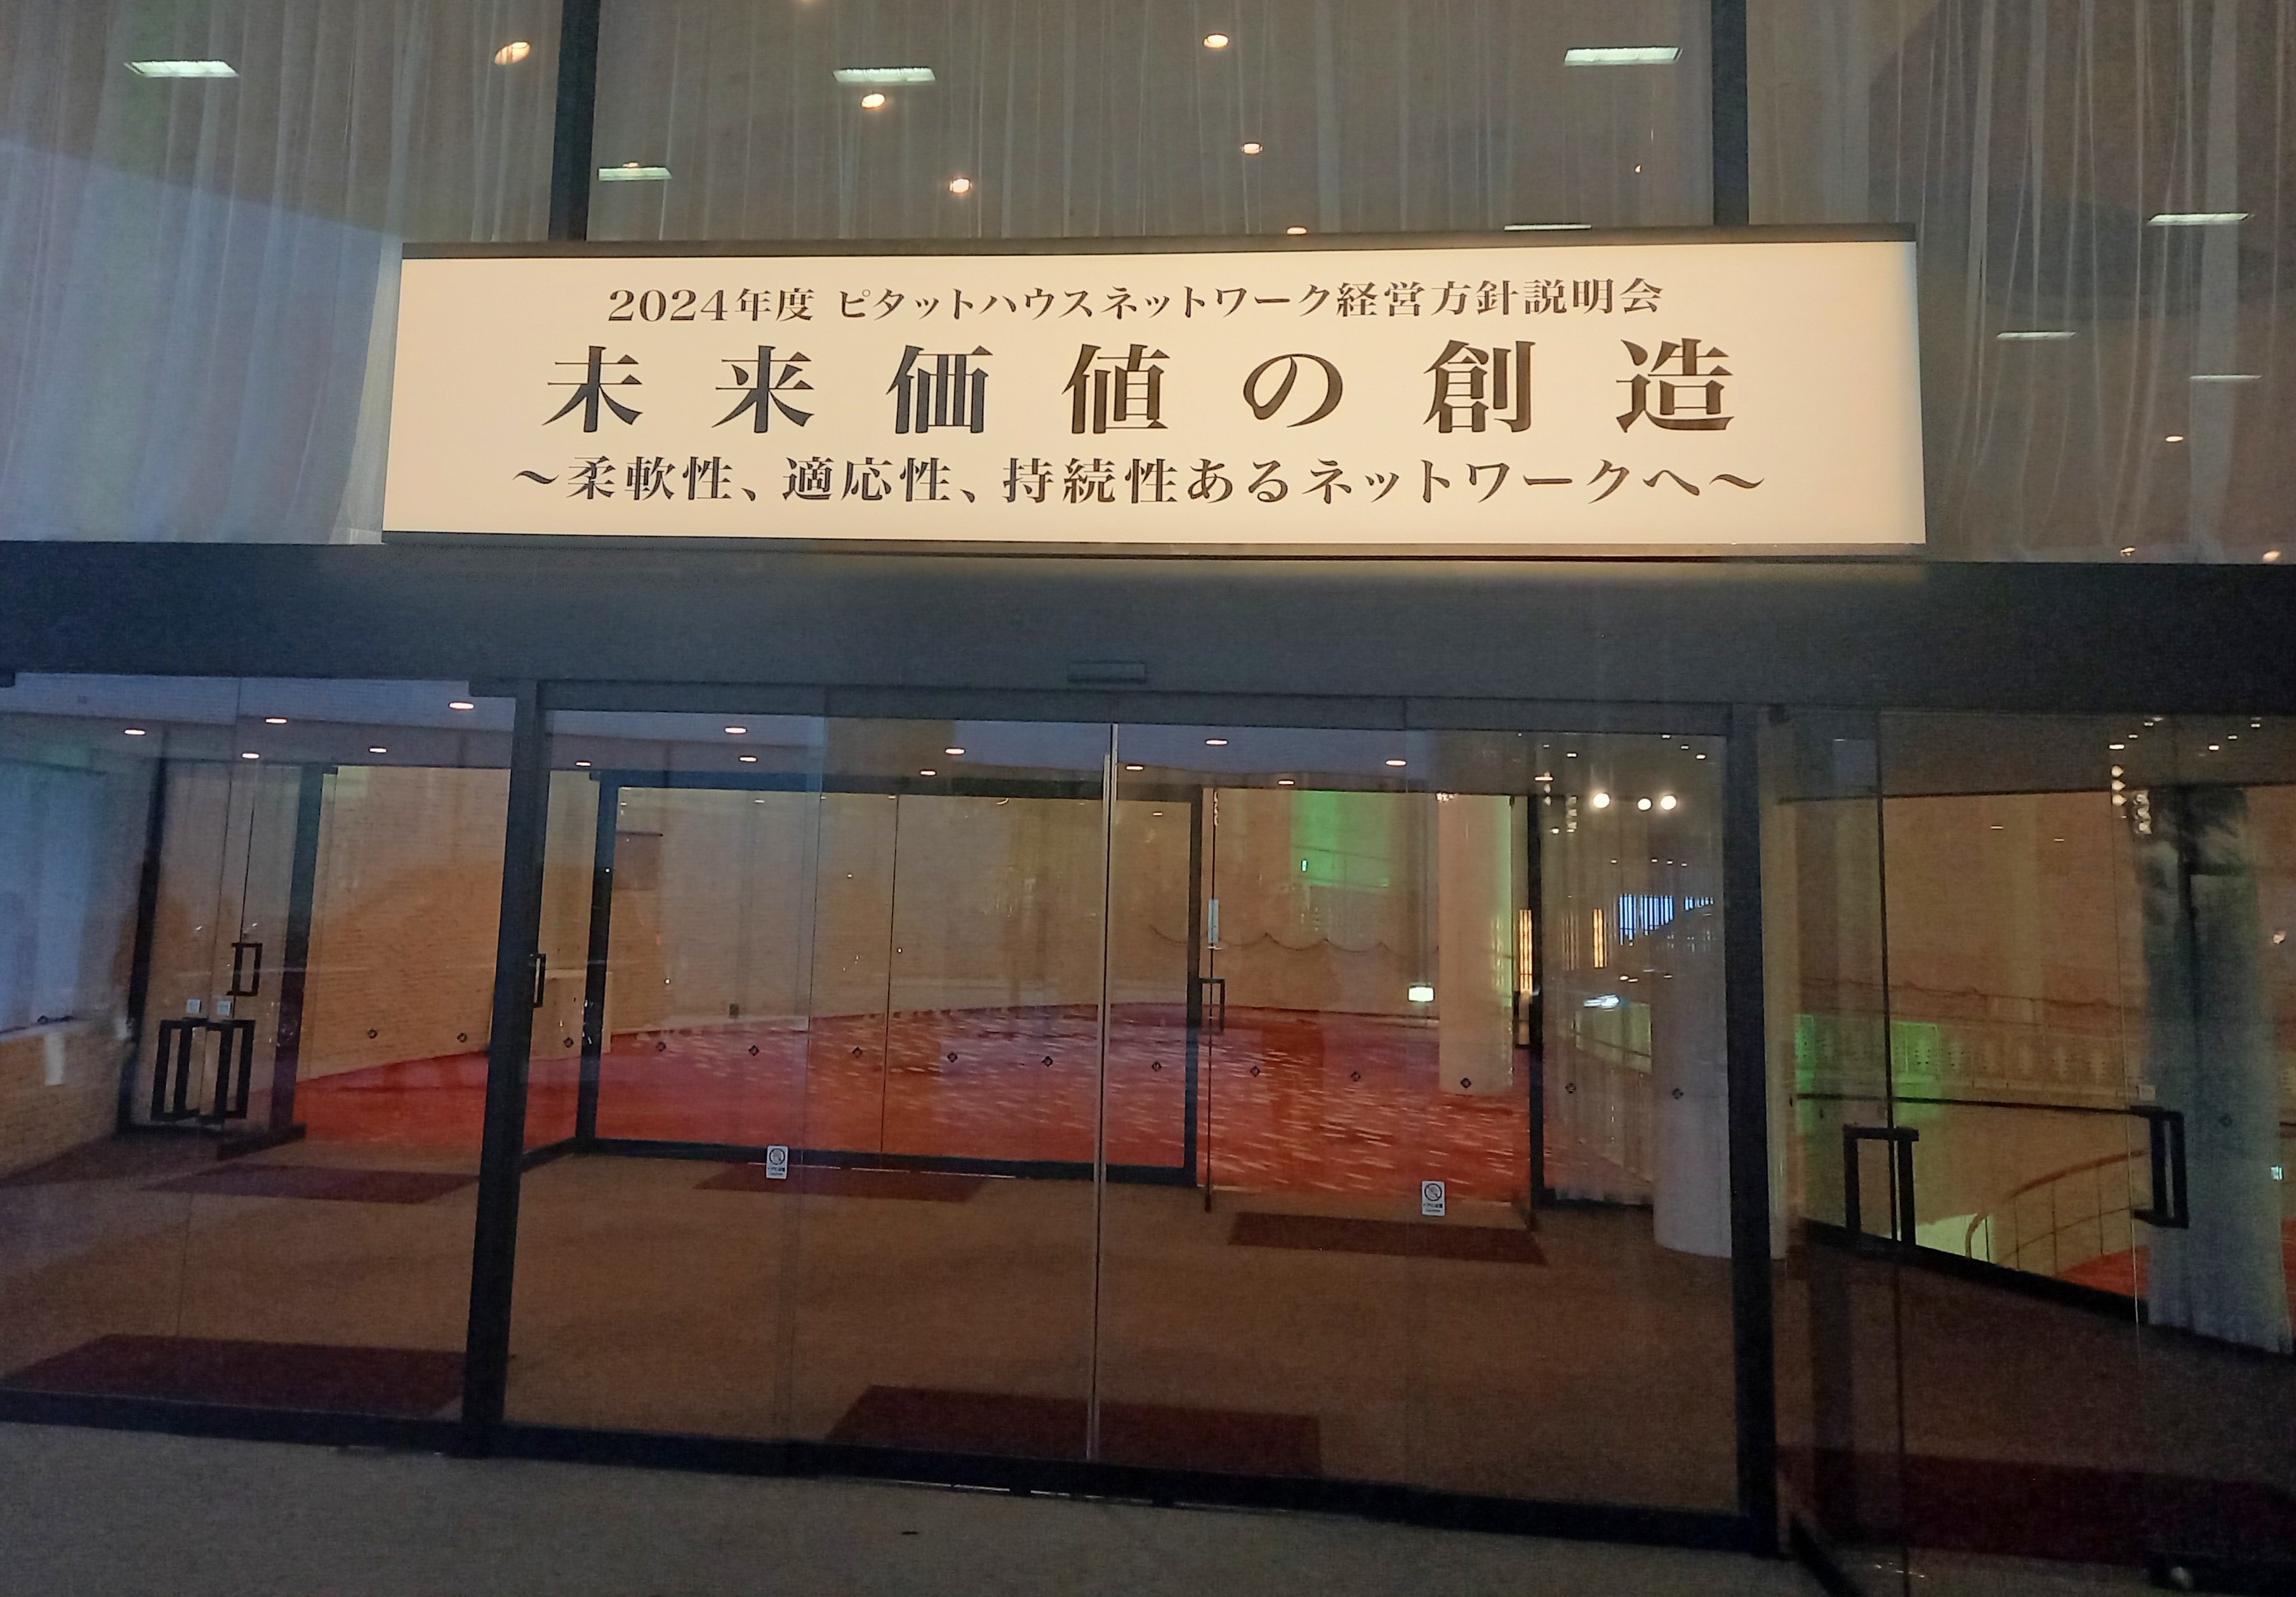 2024年度 ピタットハウスネットワーク経営方針説明会
未来価値の創造
～柔軟性、適応性、持続性あるネットワークへ～